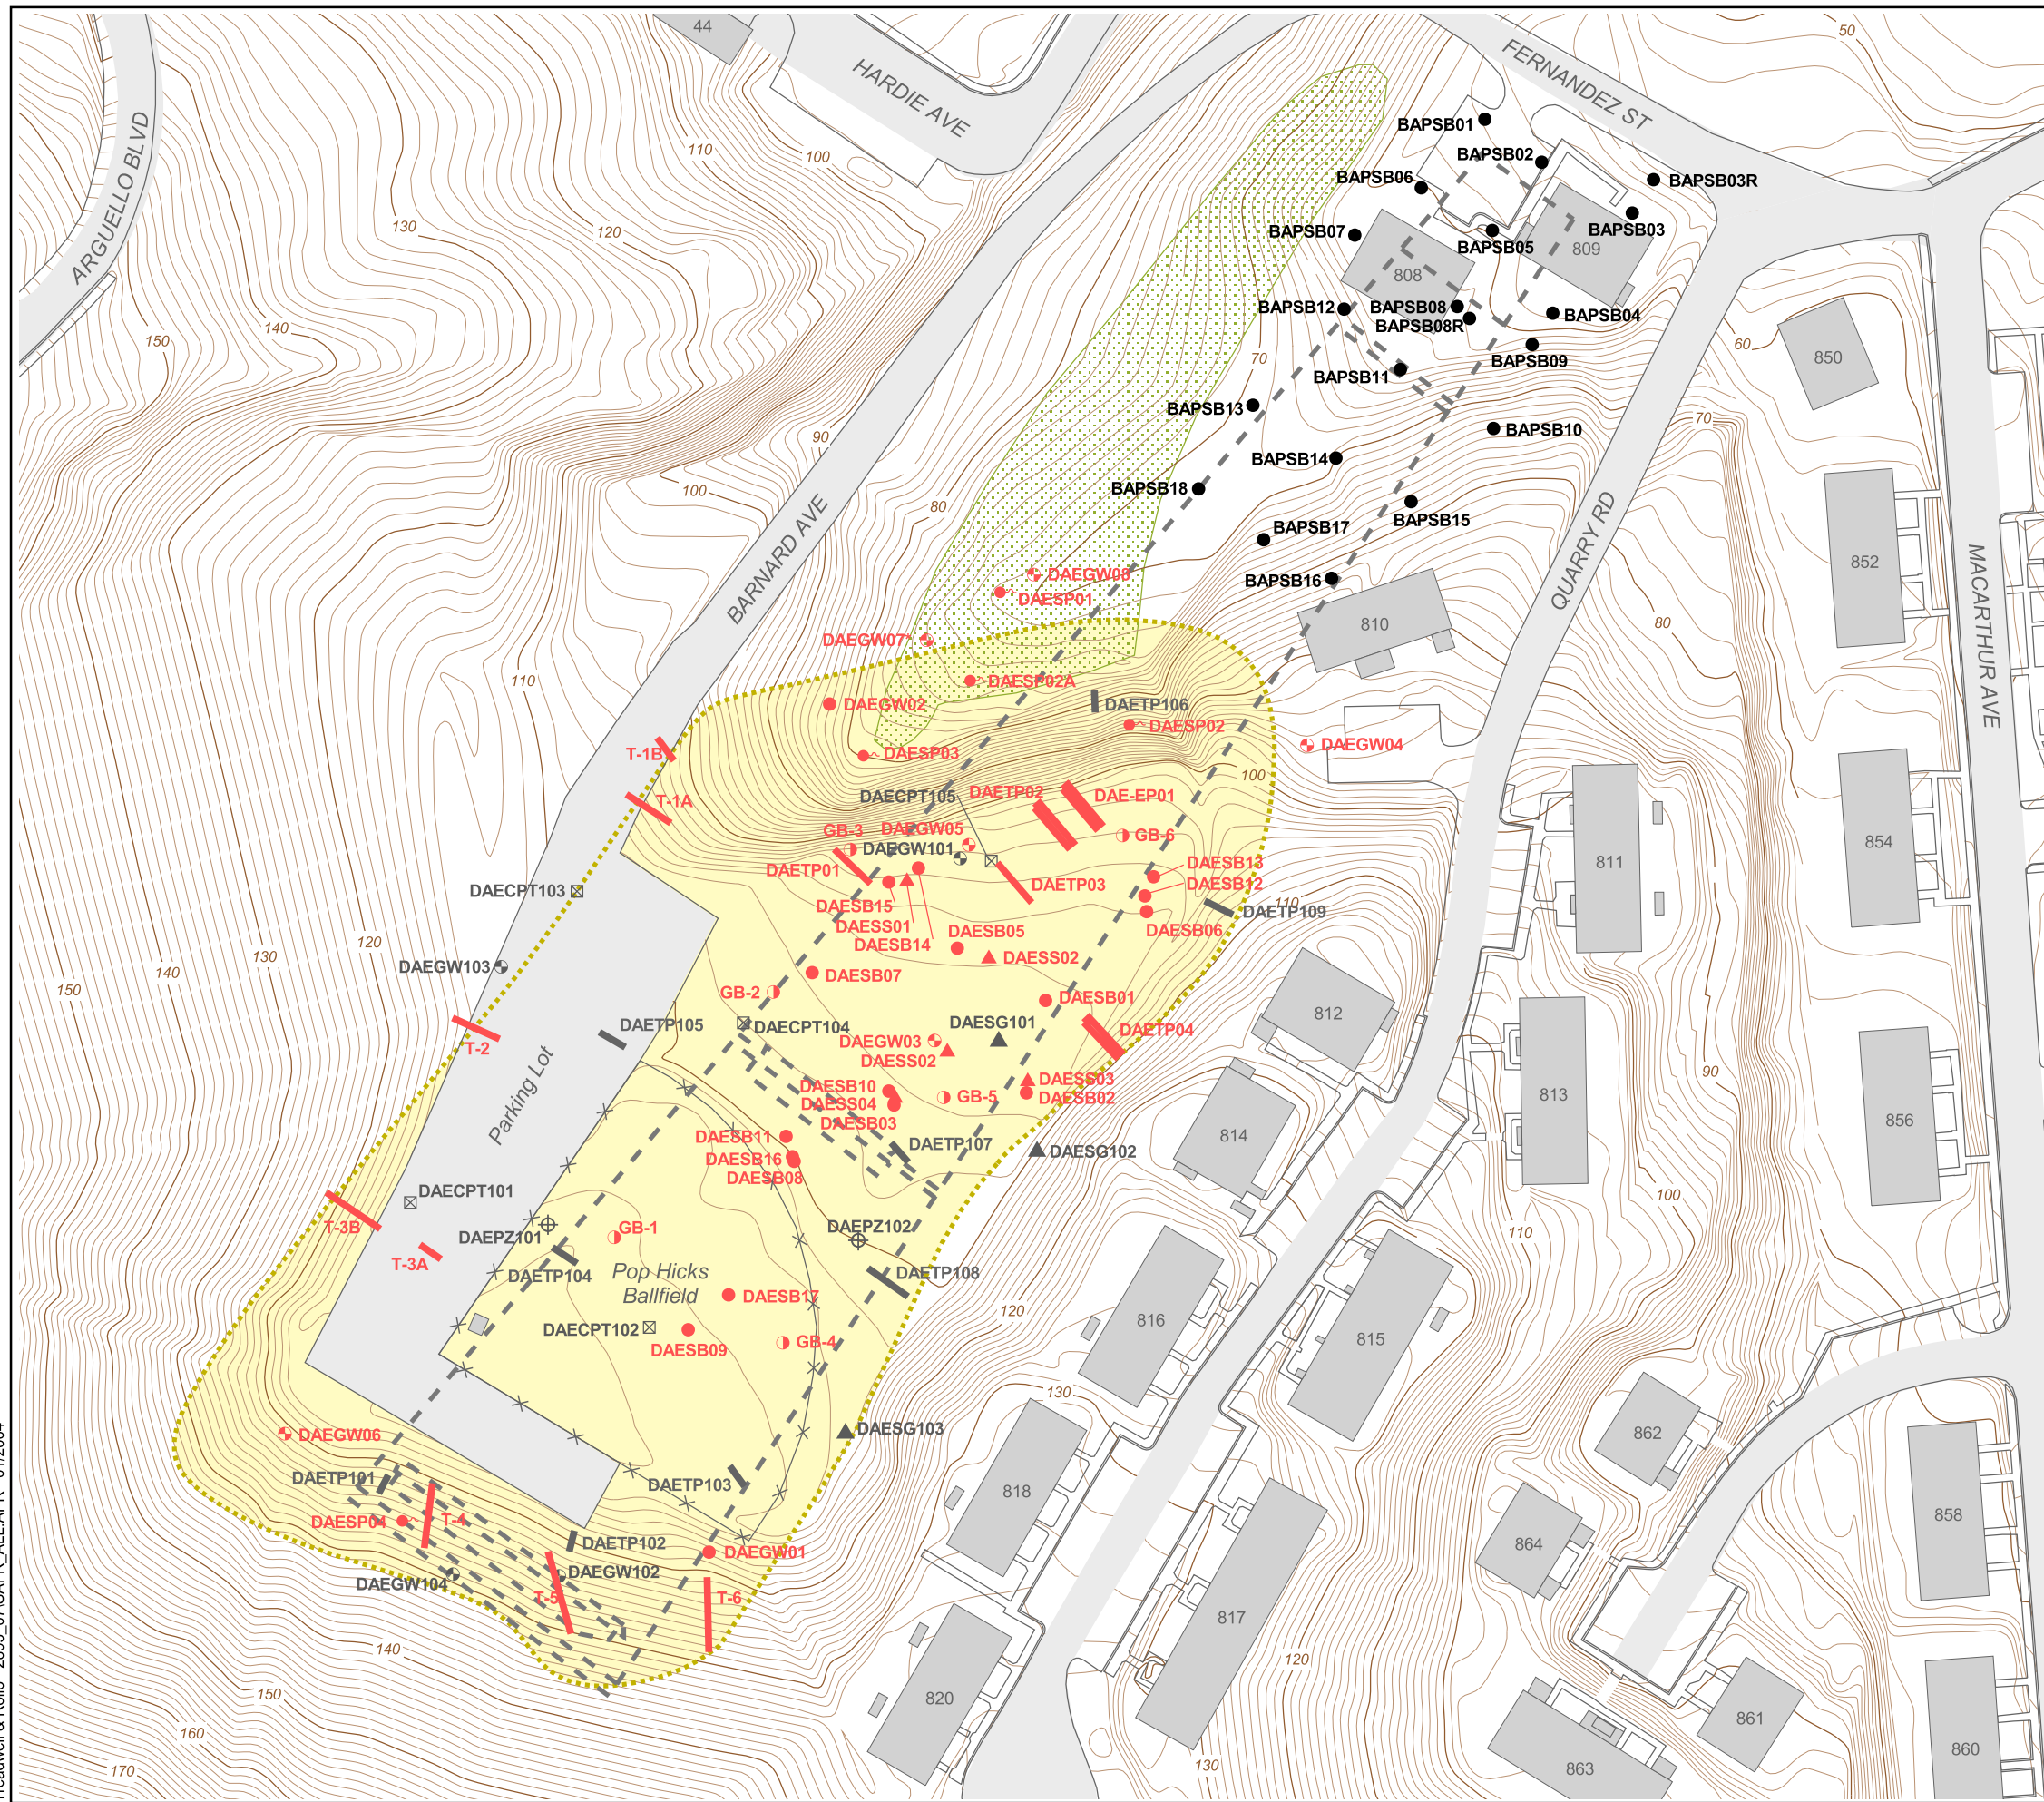 44
HARDIE AVE
FERNANDEZ ST
50
ARGUELLO BLVD
110
100
130
120
150
140
90
100
80
110
BARNARD AVE
BAPSB01
BAPSB02
BAPSB03R
BAPSB06
BAPSB03
BAPSB07
BAPSB05
809
808
BAPSB12
BAPSB08
BAPSB08R
BAPSB04
BAPSB09
BAPSB11
70
60
850
BAPSB13
70
BAPSB10
BAPSB14
BAPSB18
BAPSB15
BAPSB17
BAPSB16
QUARRY RD
MACARTHUR AVE
852
810
80
DAEGW08
DAESP01
DAEGW07*
DAESP02A
DAEGW02
DAETP106
DAESP02
DAEGW04
DAESP03
T-1B
T-1A
100
DAECPT105
DAETP02
DAE-EP01
GB-3
DAEGW05
GB-6
DAEGW101
DAETP01
DAESB13
DAESB12
DAETP03
110
DAETP109
DAESB15
DAESS01
DAESB14
DAESB05
DAESB06
DAECPT103
811
854
DAEGW103
DAESS02
DAESB07
GB-2
DAESB01
150
140
130
120
T-2
DAETP105
DAECPT104
DAESG101
DAETP04
DAEGW03
DAESS02
812
Parking Lot
DAESB10
DAESS04
DAESB03
GB-5
DAESS03
DAESB02
90
813
856
DAESB11
DAESB16
DAESB08
DAETP107
DAESG102
814
DAECPT101
100
110
T-3B
T-3A
DAEPZ101
GB-1
DAEPZ102
DAETP104
DAETP108
Pop Hicks
Ballfield
DAESB17
DAECPT102
DAESB09
GB-4
120
816
815
130
DAEGW06
DAESG103
862
DAETP101
DAETP103
818
DAESP04
T-4
DAETP102
DAEGW01
864
858
DAEGW104
DAEGW102
T-5
T-6
817
140
120
150
820
861
160
860
170
130
863